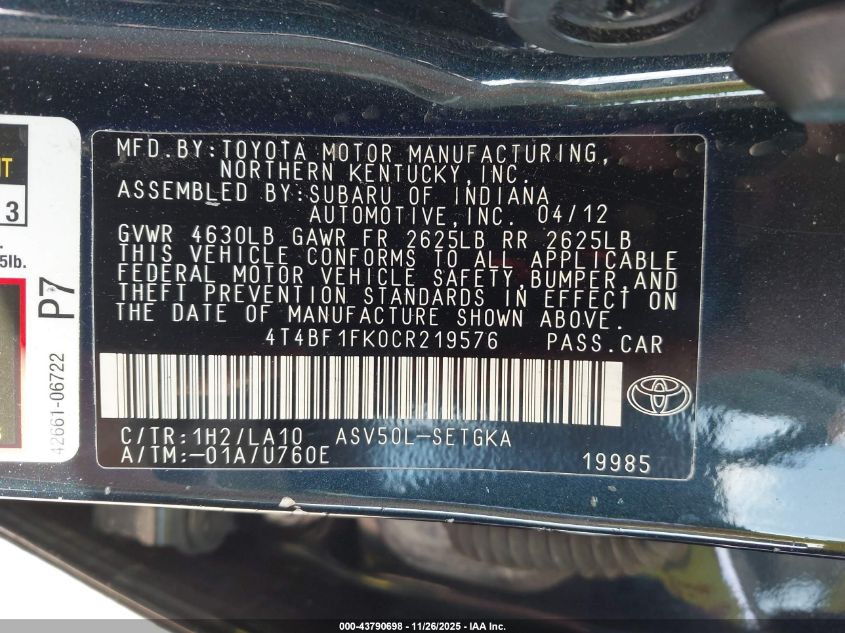 MFD.BY:TOYOTA MOTOR MANUFACTURING,
NORTHERN KENTUCKY,INC.
ASSEMBLED BY:SUBARU OF INDIANA
AUTOMOTIVE,INC. 04/12
GVWR 4630LB GAWR FR 2625LB RR 2625LB
THIS VEHICLE CONFORMS TO ALL APPLICABLE
FEDERAL MOTOR VEHICLE SAFETY,BUMPER,AND
THEFT PREVENTION STANDARDS IN EFFECT ON
THE DATE OF MANUFACTURE SHOWN ABOVE.
4T4BF1FK0CR219576 PASS.CAR
C/TR:1H2/LA10 ASV50L-SETGKA
A/TM:-01A/U760E 19985
3
5lb.
P7
42661-06722
000-43790698 | 11/26/2025 - IAA Inc.